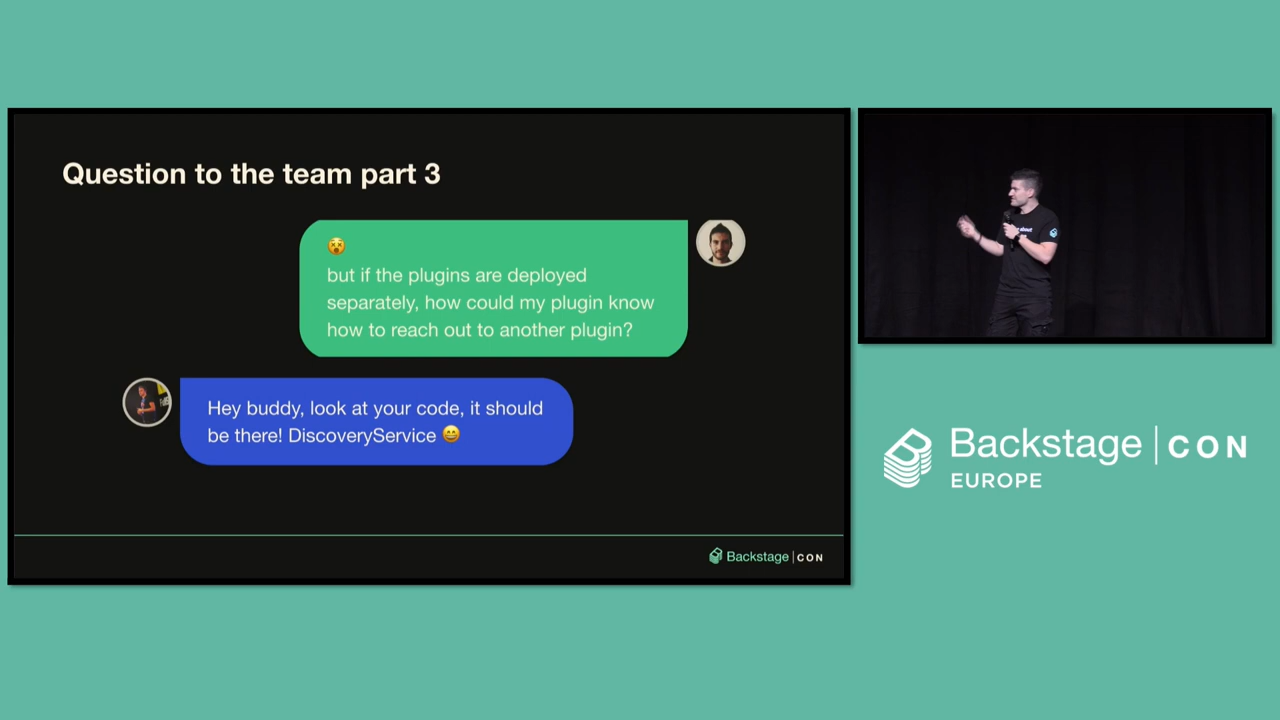 Question to the team part 3
😵
but if the plugins are deployed
separately, how could my plugin know
how to reach out to another plugin?
Hey buddy, look at your code, it should
be there! DiscoveryService 😄
Backstage | CON
Backstage | CON
EUROPE